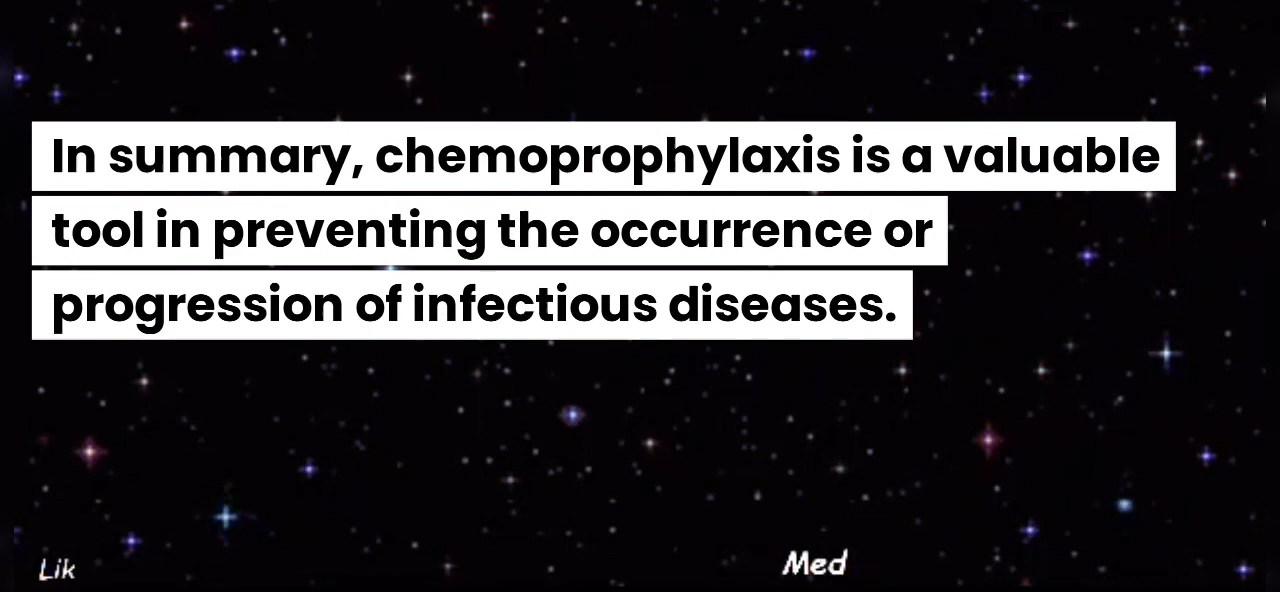 In summary, chemoprophylaxis is a valuable
tool in preventing the occurrence or
progression of infectious diseases.
Lik Med